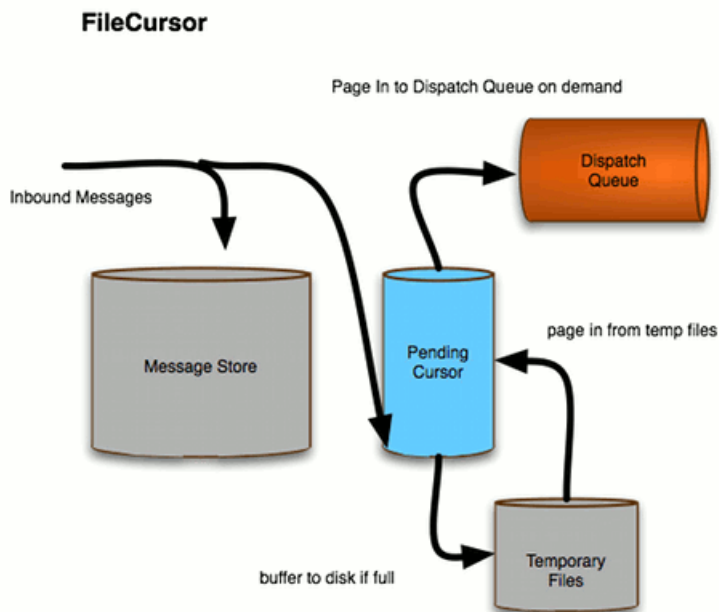 FileCursor
Page In to Dispatch Queue on demand
Dispatch
Queue
Inbound Messages
Message Store
Pending
Cursor
page in from temp files
buffer to disk if full
Temporary
Files